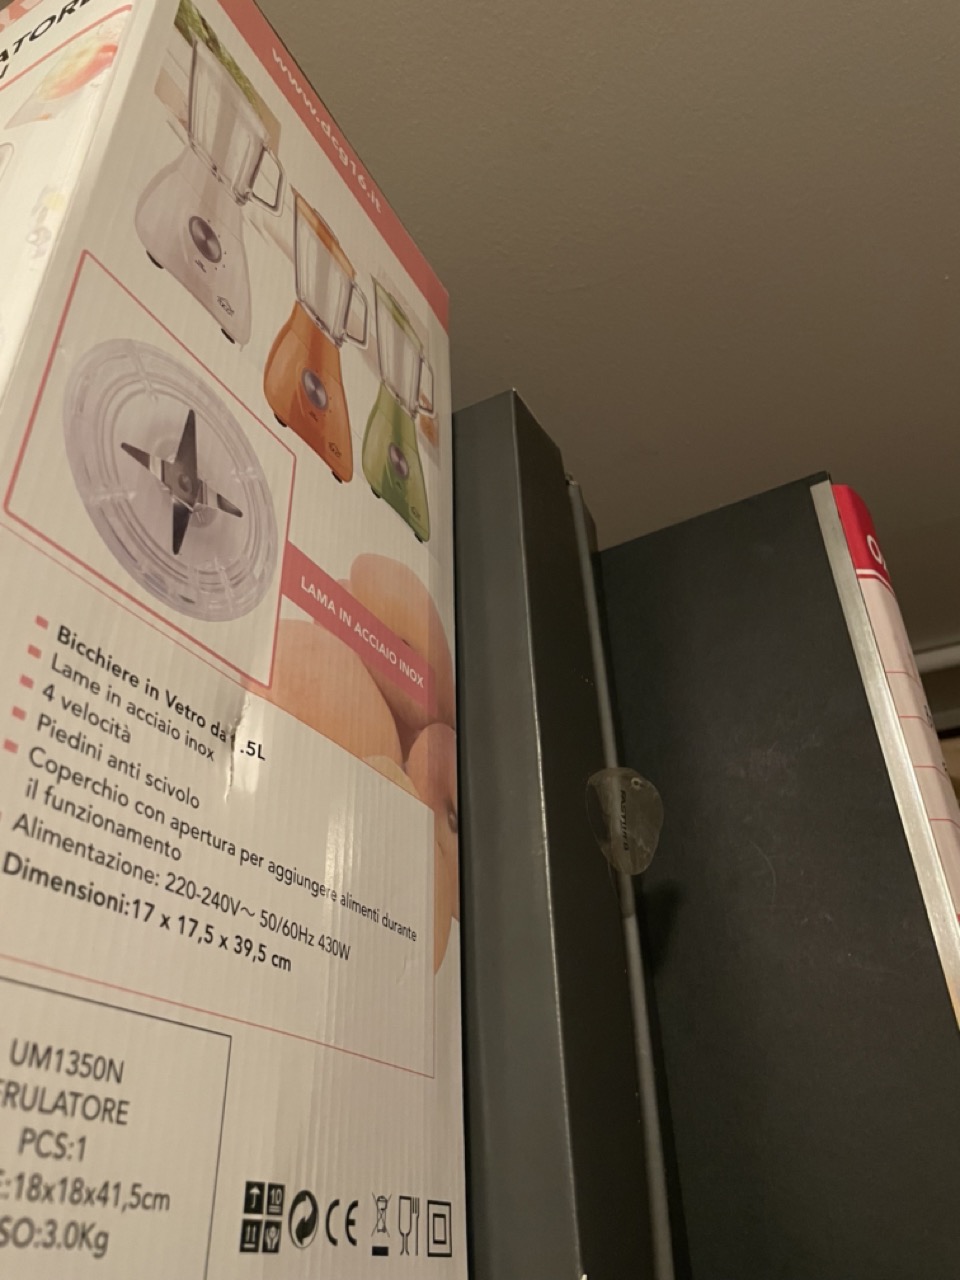 www.dcg16.it
LAMA IN ACCIAIO INOX
Bicchiere in Vetro da .5L
Lame in acciaio inox
4 velocità
Piedini anti scivolo
Coperchio con apertura per aggiungere alimenti durante
il funzionamento
Alimentazione: 220-240V~ 50/60Hz 430W
Dimensioni:17 x 17,5 x 39,5 cm
UM1350N
RULATORE
PCS:1
:18x18x41,5cm
SO:3.0Kg
10
CE